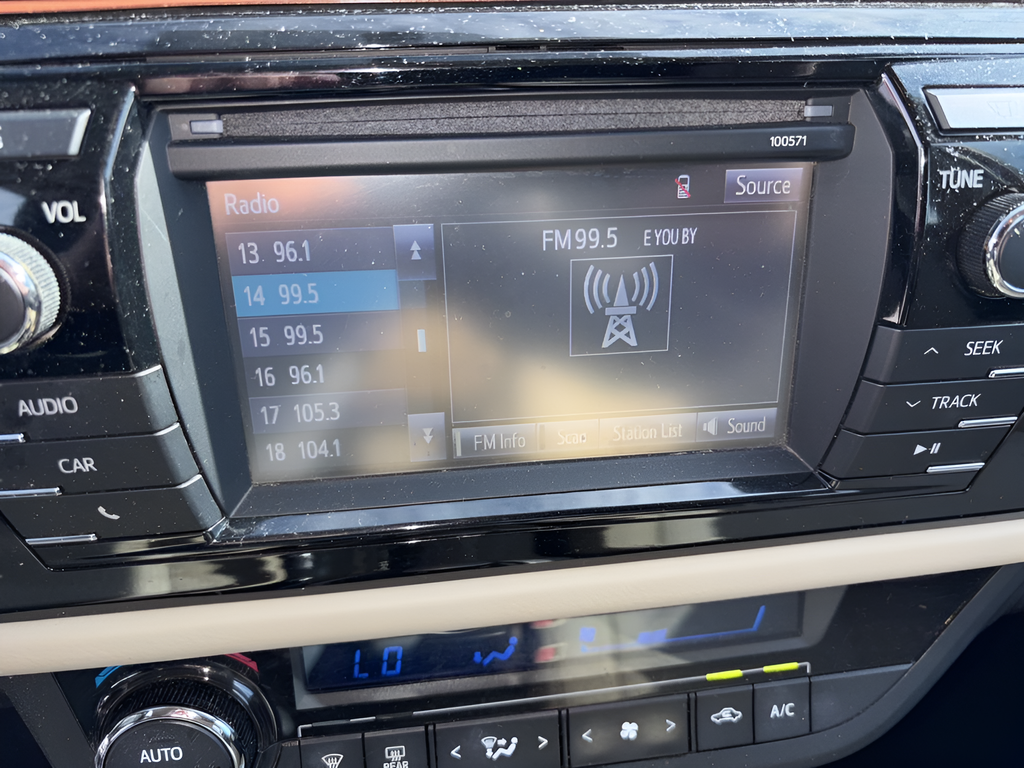 100571
VOL
TUNE
Radio
Source
13 96.1
FM 99.5 E YOU BY
14 99.5
15 99.5
16 96.1
17 105.3
18 104.1
FM Info
Scan
Station List
Sound
AUDIO
CAR
SEEK
TRACK
LO
AUTO
REAR
A/C